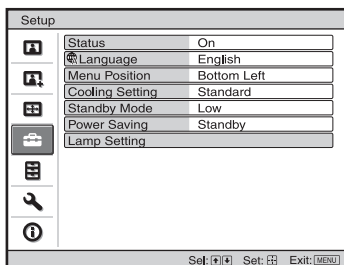 Setup
Status On
Language English
Menu Position Bottom Left
Cooling Setting Standard
Standby Mode Low
Power Saving Standby
Lamp Setting
Sel: Set: Exit: MENU